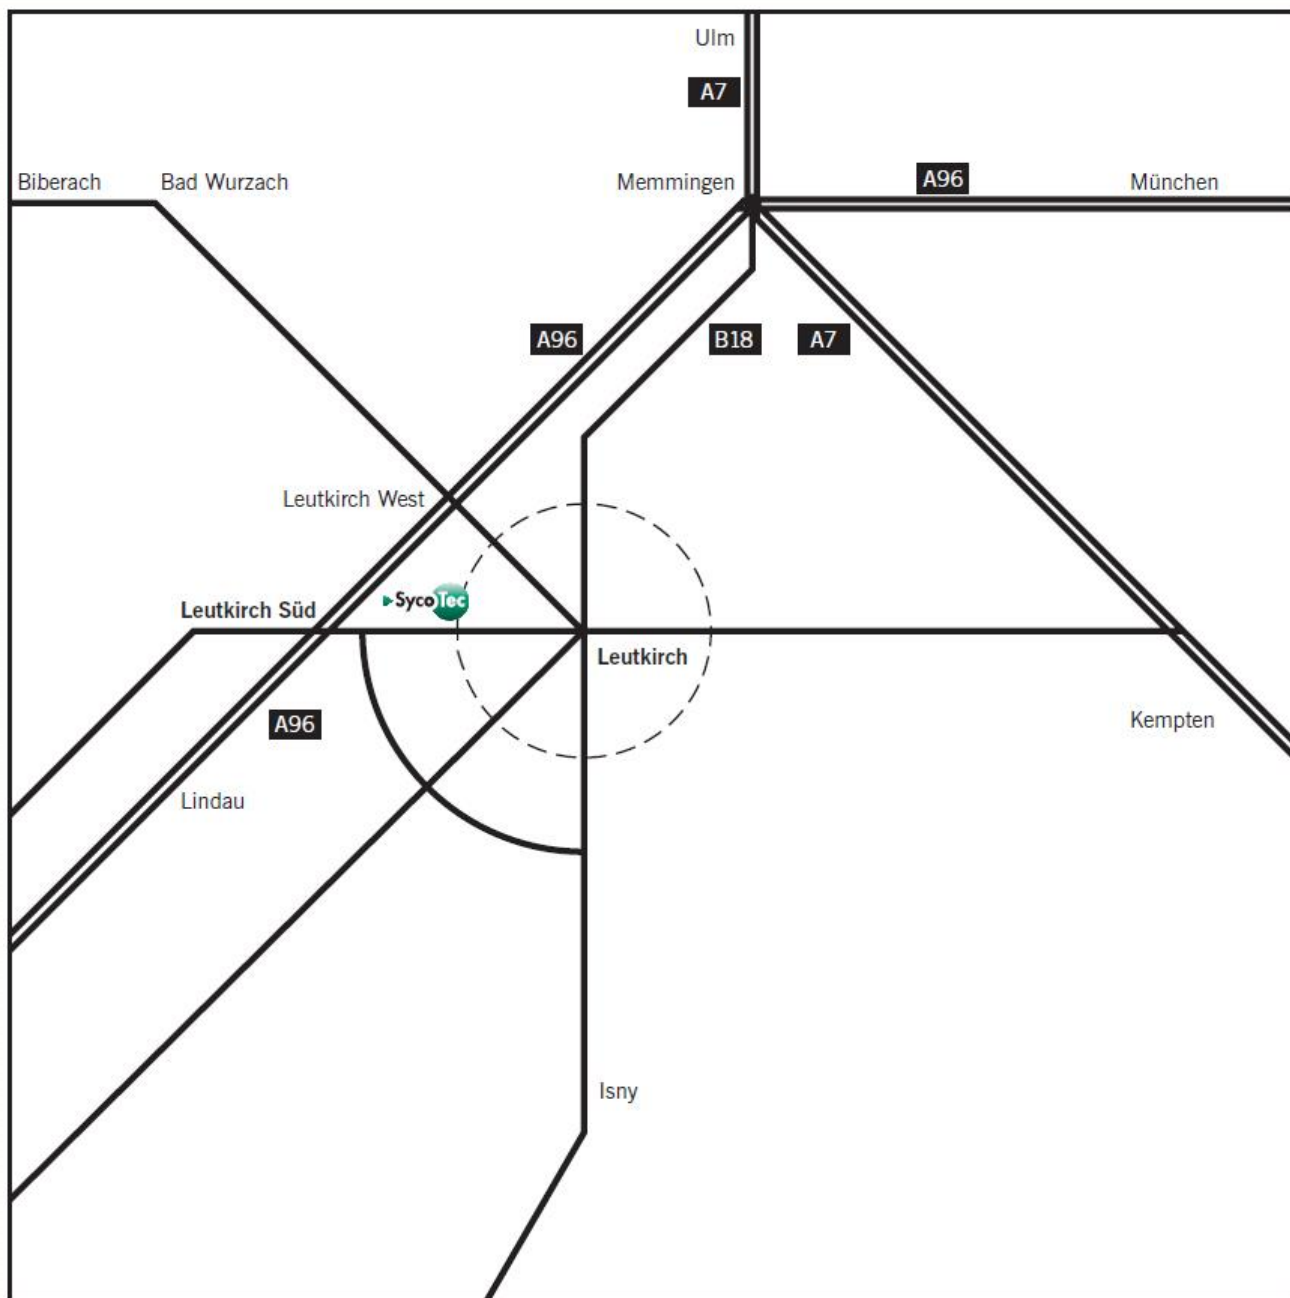 Ulm
A7
Biberach
Bad Wurzach
Memmingen
A96
München
A96
B18
A7
Leutkirch West
SycoTec
Leutkirch Süd
Leutkirch
A96
Kempten
Lindau
Isny